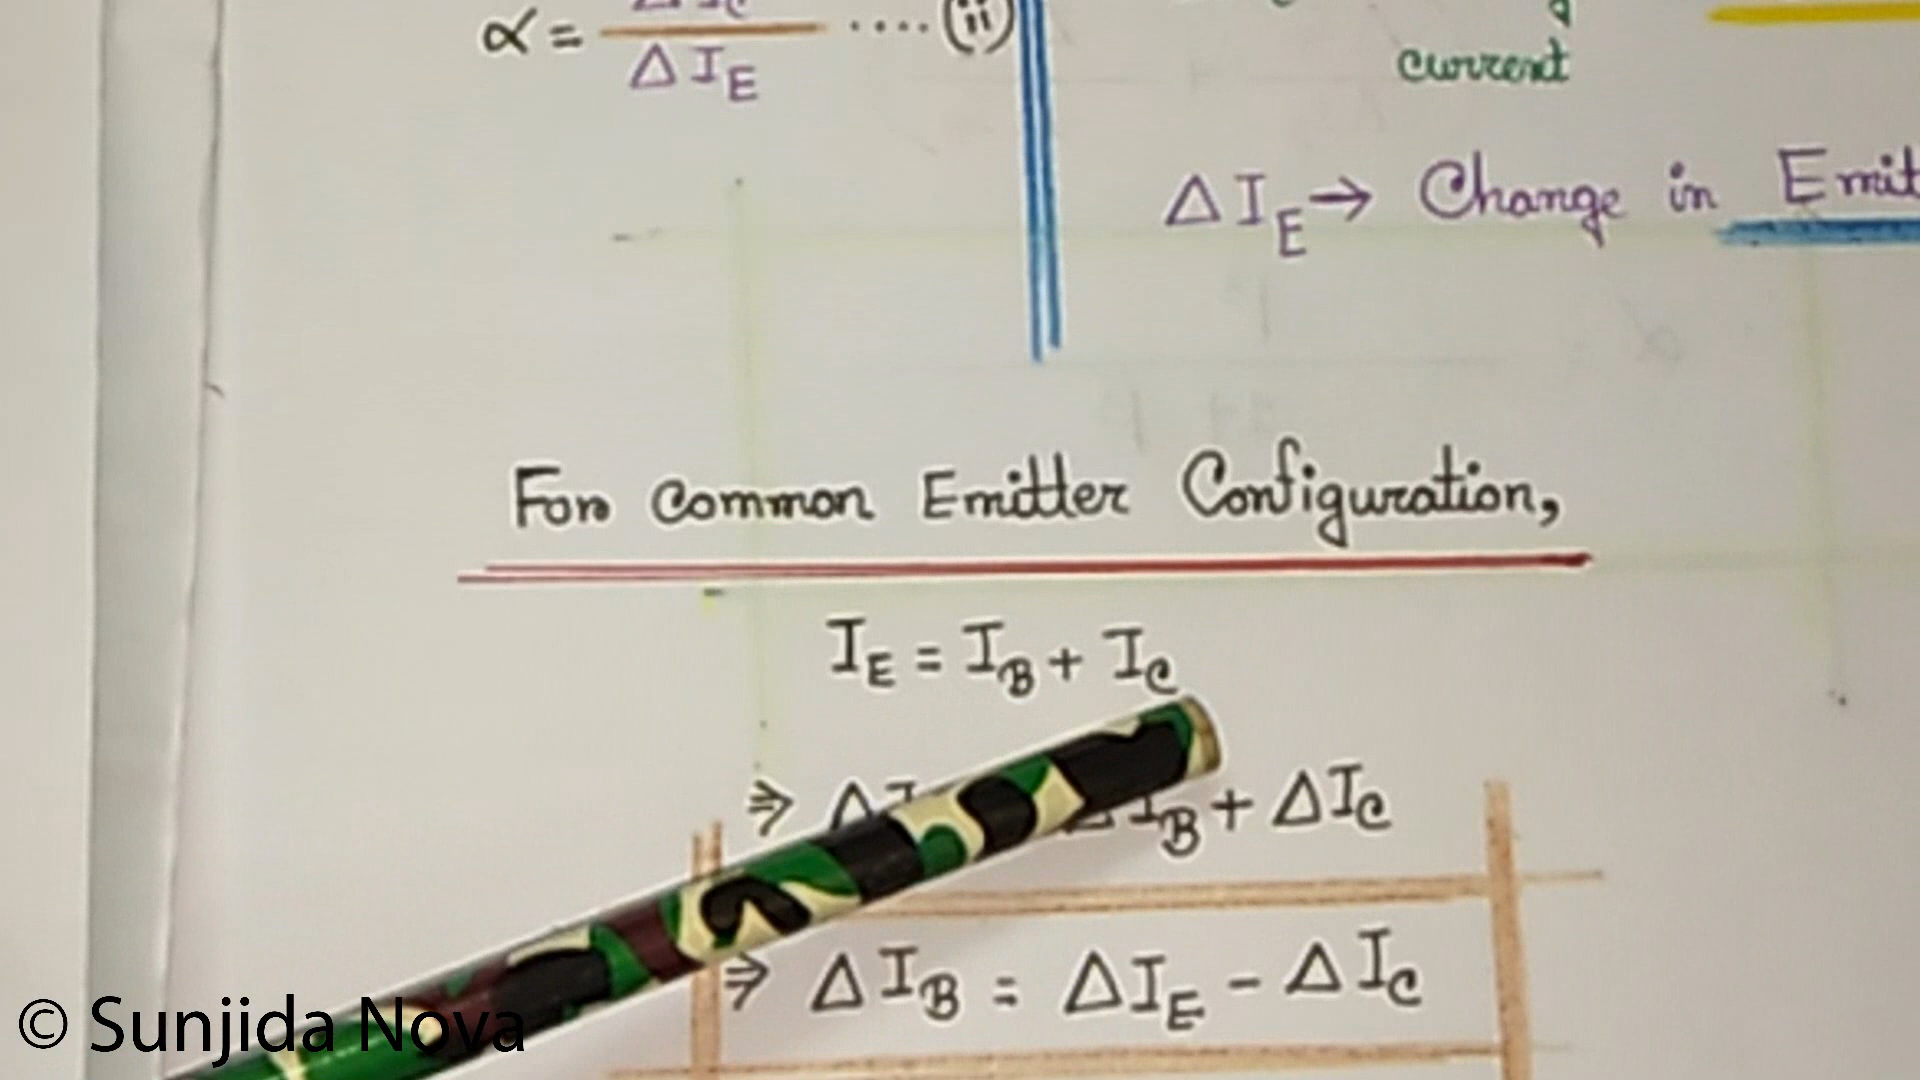 α = ΔI_E ....(ii)
current
ΔI_E → Change in Emit
For Common Emitter Configuration,
I_E = I_B + I_C
⇒ ΔI ΔI_B + ΔI_C
⇒ ΔI_B = ΔI_E - ΔI_C
© Sunjida Nova